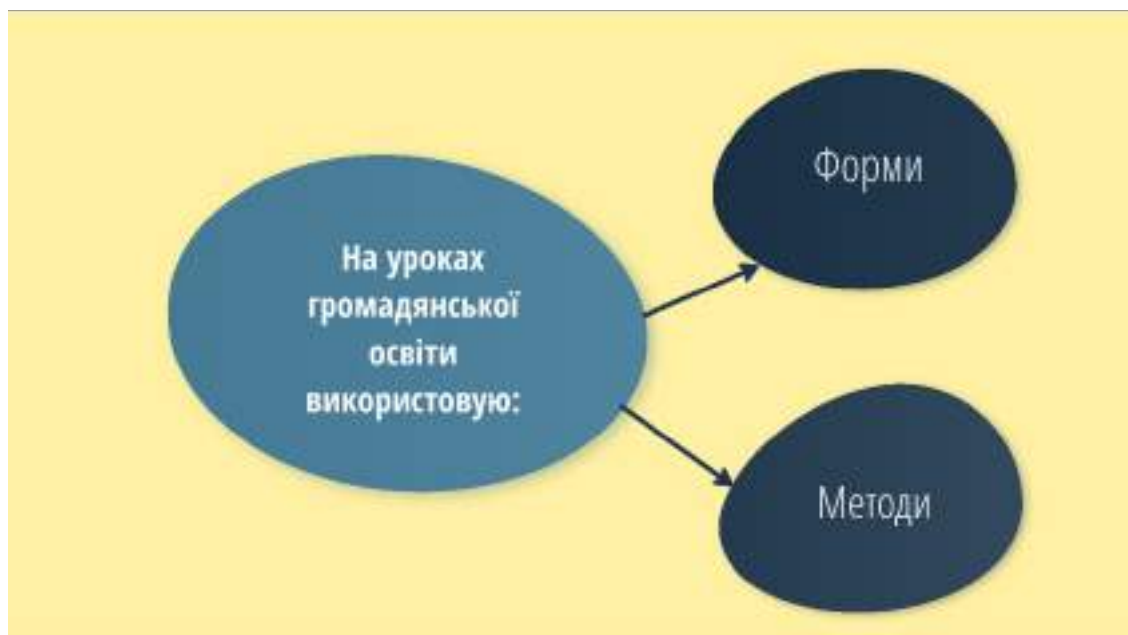 На уроках
громадянської
освіти
використовую:
Форми
Методи